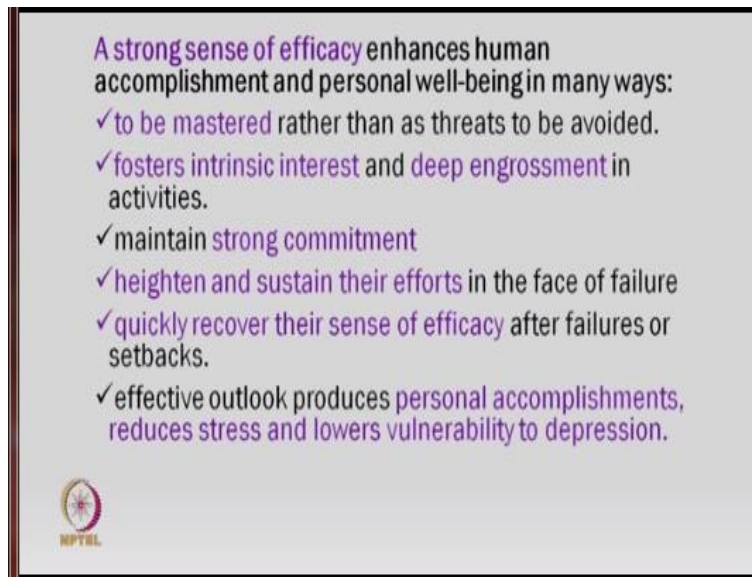 A strong sense of efficacy enhances human
accomplishment and personal well-being in many ways:
✓to be mastered rather than as threats to be avoided.
✓fosters intrinsic interest and deep engrossment in
activities.
✓maintain strong commitment
✓heighten and sustain their efforts in the face of failure
✓quickly recover their sense of efficacy after failures or
setbacks.
✓effective outlook produces personal accomplishments,
reduces stress and lowers vulnerability to depression.
NPTEL